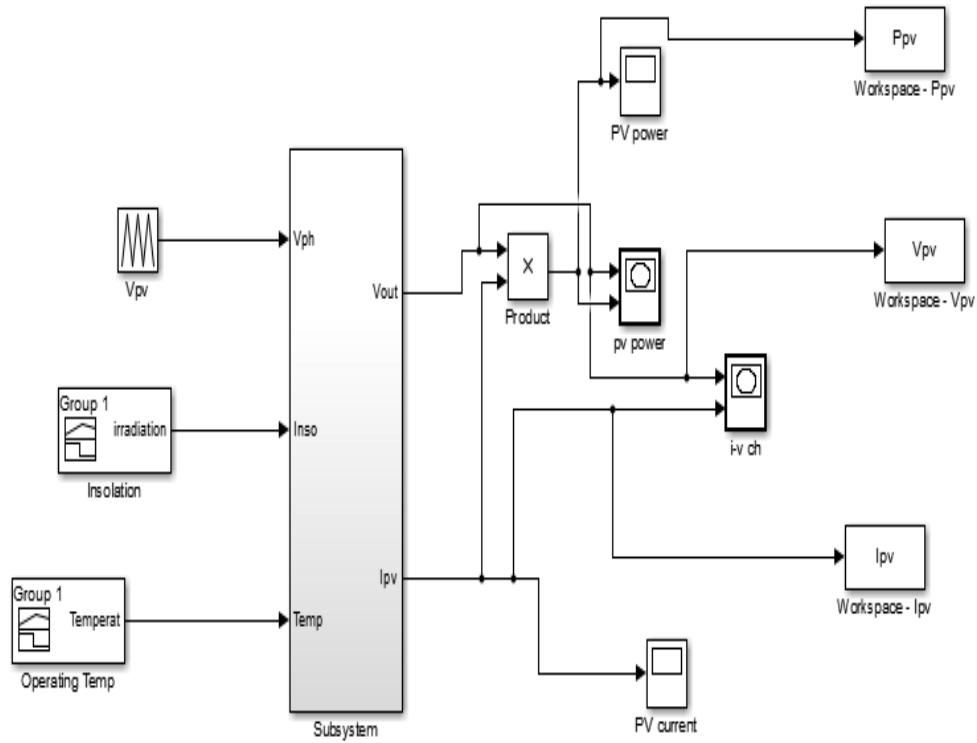 Ppv
Workspace - Ppv
PV power
Vpv
Vph
Vout
X
Product
pv power
Vpv
Workspace - Vpv
Group 1
irradiation
Insolation
Inso
i-v ch
Ipv
Ipv
Workspace - Ipv
Group 1
Temperat
Operating Temp
Temp
Subsystem
PV current